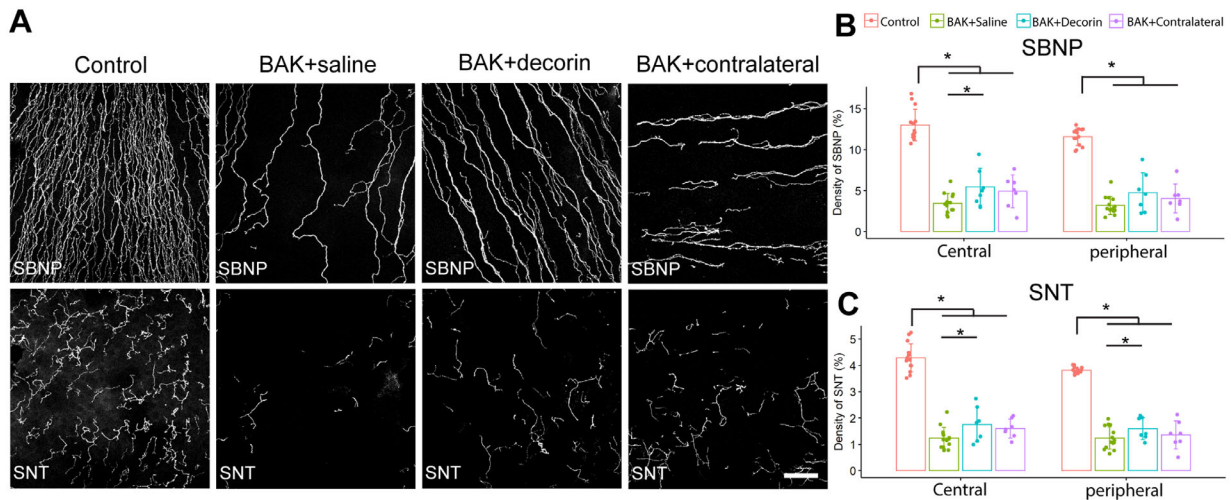 A
Control
BAK+saline
BAK+decorin
BAK+contralateral
SBNP
SBNP
SBNP
SBNP
SNT
SNT
SNT
SNT
Control BAK+Saline BAK+Decorin BAK+Contralateral
B
SBNP
*
*
*
Density of SBNP (%)
15
10
5
0
Central
peripheral
C
SNT
*
*
*
*
Density of SNT (%)
5
4
3
2
1
0
Central
peripheral